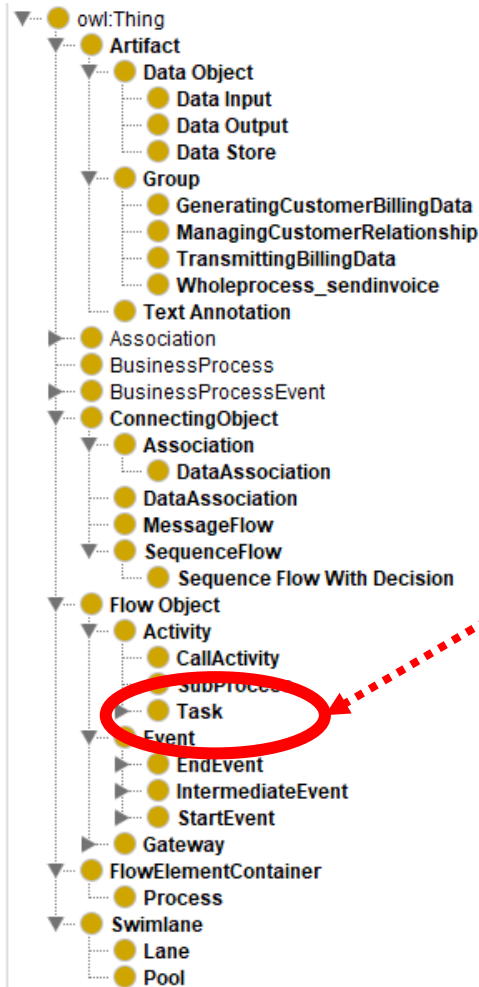 owl:Thing
Artifact
Data Object
Data Input
Data Output
Data Store
Group
GeneratingCustomerBillingData
ManagingCustomerRelationship
TransmittingBillingData
Wholeprocess_sendinvoice
Text Annotation
Association
BusinessProcess
BusinessProcessEvent
ConnectingObject
Association
DataAssociation
DataAssociation
MessageFlow
SequenceFlow
Sequence Flow With Decision
Flow Object
Activity
CallActivity
SubProcess
Task
Event
EndEvent
IntermediateEvent
StartEvent
Gateway
FlowElementContainer
Process
Swimlane
Lane
Pool